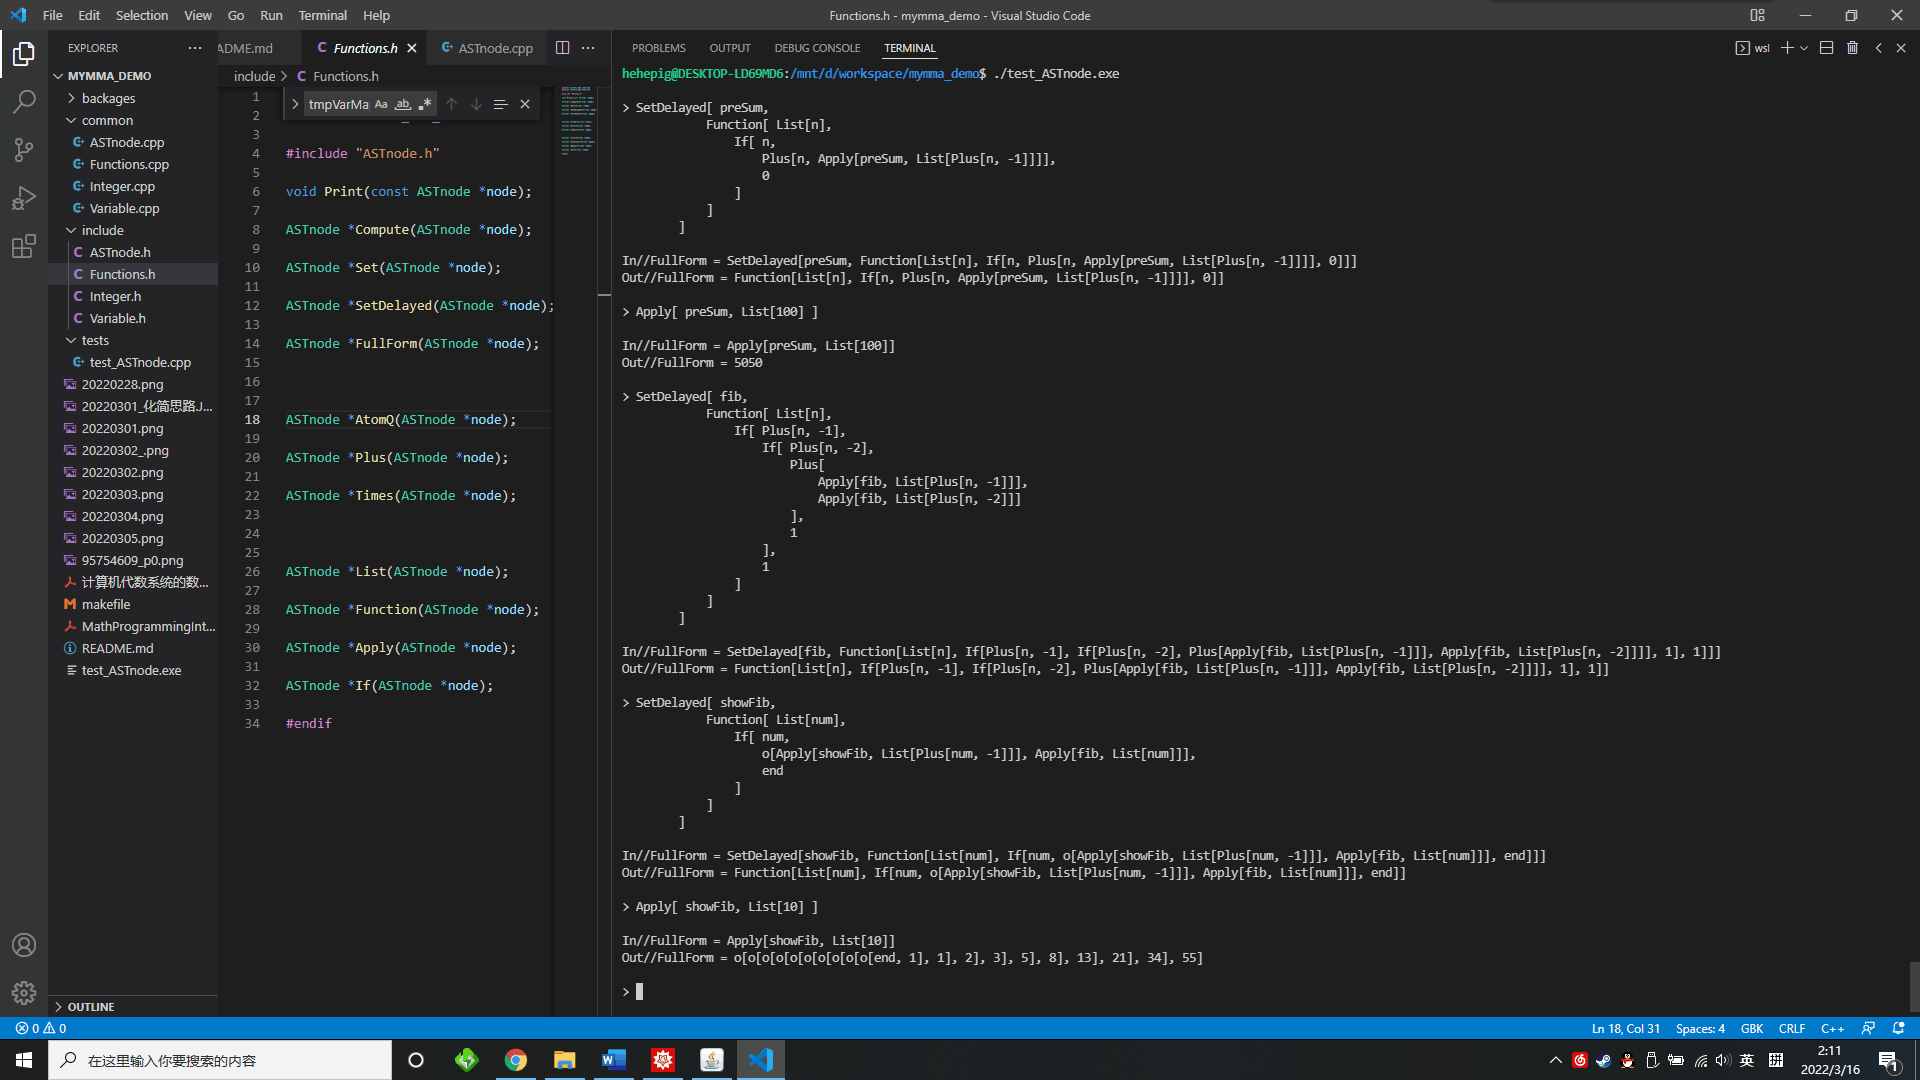 File Edit Selection View Go Run Terminal Help
Functions.h - mymma_demo - Visual Studio Code
EXPLORER
MYMMA_DEMO
backages
common
ASTnode.cpp
Functions.cpp
Integer.cpp
Variable.cpp
include
ASTnode.h
Functions.h
Integer.h
Variable.h
tests
test_ASTnode.cpp
20220228.png
20220301_化简思路.J...
20220301.png
20220302_.png
20220302.png
20220303.png
20220304.png
20220305.png
95754609_p0.png
计算机代数系统的数...
makefile
MathProgrammingInt...
README.md
test_ASTnode.exe
OUTLINE
ADME.md Functions.h ASTnode.cpp
include > Functions.h
tmpVarMa Aa ab
1
2
3
4 #include "ASTnode.h"
5
6 void Print(const ASTnode *node);
7
8 ASTnode *Compute(ASTnode *node);
9
10 ASTnode *Set(ASTnode *node);
11
12 ASTnode *SetDelayed(ASTnode *node);
13
14 ASTnode *FullForm(ASTnode *node);
15
16
17
18 ASTnode *AtomQ(ASTnode *node);
19
20 ASTnode *Plus(ASTnode *node);
21
22 ASTnode *Times(ASTnode *node);
23
24
25
26 ASTnode *List(ASTnode *node);
27
28 ASTnode *Function(ASTnode *node);
29
30 ASTnode *Apply(ASTnode *node);
31
32 ASTnode *If(ASTnode *node);
33
34 #endif
PROBLEMS OUTPUT DEBUG CONSOLE TERMINAL
wsl
hehepig@DESKTOP-LD69MD6:/mnt/d/workspace/mymma_demo$ ./test_ASTnode.exe
> SetDelayed[ preSum,
Function[ List[n],
If[ n,
Plus[n, Apply[preSum, List[Plus[n, -1]]]],
0
]
]
]
In//FullForm = SetDelayed[preSum, Function[List[n], If[n, Plus[n, Apply[preSum, List[Plus[n, -1]]]], 0]]]
Out//FullForm = Function[List[n], If[n, Plus[n, Apply[preSum, List[Plus[n, -1]]]], 0]]
> Apply[ preSum, List[100] ]
In//FullForm = Apply[preSum, List[100]]
Out//FullForm = 5050
> SetDelayed[ fib,
Function[ List[n],
If[ Plus[n, -1],
If[ Plus[n, -2],
Plus[
Apply[fib, List[Plus[n, -1]]],
Apply[fib, List[Plus[n, -2]]]
],
1
],
1
]
]
]
In//FullForm = SetDelayed[fib, Function[List[n], If[Plus[n, -1], If[Plus[n, -2], Plus[Apply[fib, List[Plus[n, -1]]], Apply[fib, List[Plus[n, -2]]]], 1], 1]]]
Out//FullForm = Function[List[n], If[Plus[n, -1], If[Plus[n, -2], Plus[Apply[fib, List[Plus[n, -1]]], Apply[fib, List[Plus[n, -2]]]], 1], 1]]
> SetDelayed[ showFib,
Function[ List[num],
If[ num,
o[Apply[showFib, List[Plus[num, -1]]], Apply[fib, List[num]]],
end
]
]
]
In//FullForm = SetDelayed[showFib, Function[List[num], If[num, o[Apply[showFib, List[Plus[num, -1]]], Apply[fib, List[num]]], end]]]
Out//FullForm = Function[List[num], If[num, o[Apply[showFib, List[Plus[num, -1]]], Apply[fib, List[num]]], end]]
> Apply[ showFib, List[10] ]
In//FullForm = Apply[showFib, List[10]]
Out//FullForm = o[o[o[o[o[o[o[o[o[o[end, 1], 1], 2], 3], 5], 8], 13], 21], 34], 55]
>
0 0
Ln 18, Col 31 Spaces: 4 GBK CRLF C++
在这里输入你要搜索的内容
英
2:11
2022/3/16
1